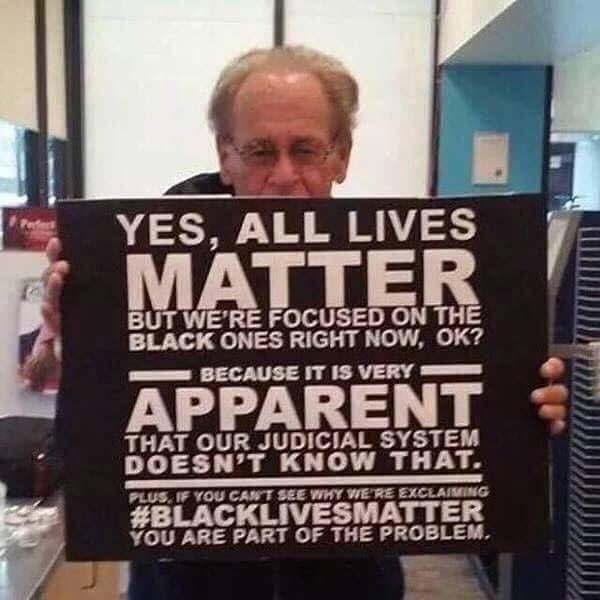 YES, ALL LIVES
MATTER
BUT WE'RE FOCUSED ON THE
BLACK ONES RIGHT NOW, OK?
BECAUSE IT IS VERY
APPARENT
THAT OUR JUDICIAL SYSTEM
DOESN'T KNOW THAT.
PLUS, IF YOU CAN'T SEE WHY WE'RE EXCLAIMING
#BLACKLIVESMATTER
YOU ARE PART OF THE PROBLEM.
Perfect